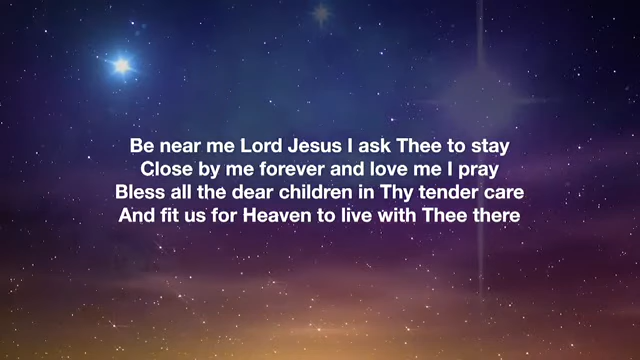 Be near me Lord Jesus I ask Thee to stay
Close by me forever and love me I pray
Bless all the dear children in Thy tender care
And fit us for Heaven to live with Thee there